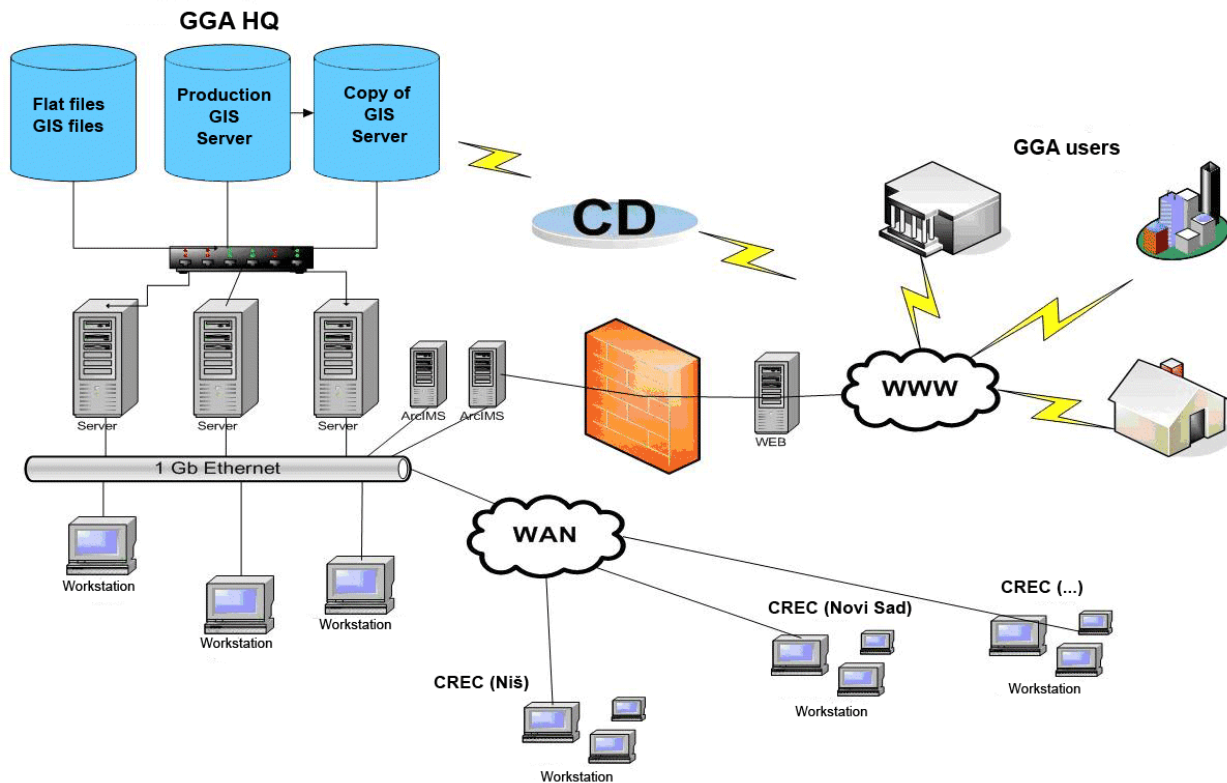 GGA HQ
Flat files
GIS files
Production
GIS
Server
Copy of
GIS
Server
GGA users
CD
Server
Server
Server
ArcIMS
ArcIMS
WEB
WWW
1 Gb Ethernet
WAN
Workstation
Workstation
Workstation
CREC (Niš)
Workstation
CREC (Novi Sad)
Workstation
CREC (...)
Workstation